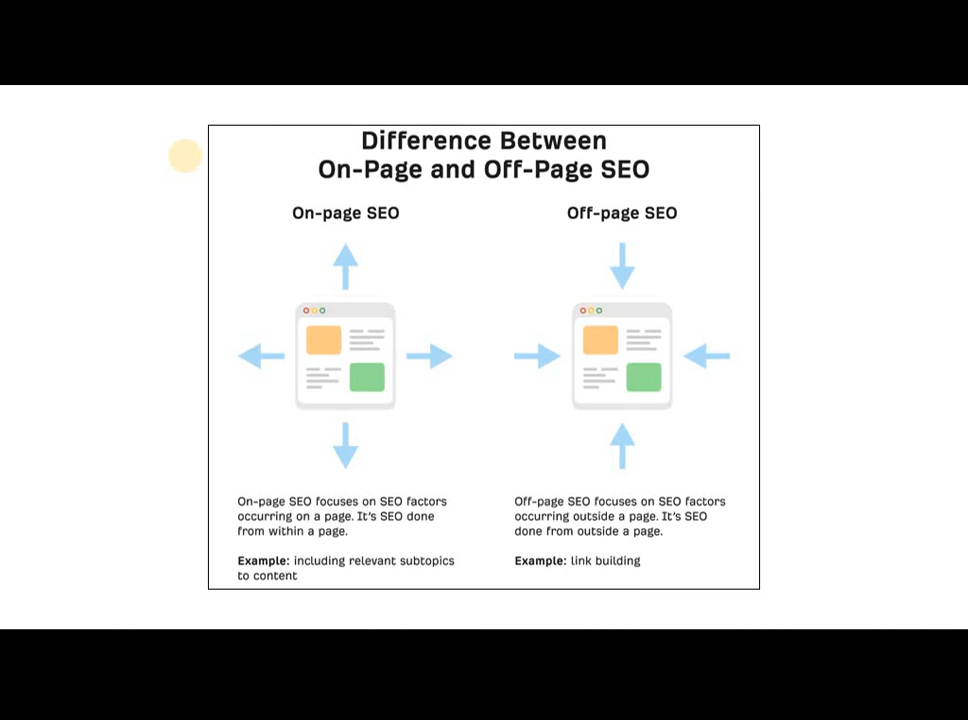 Difference Between
On-Page and Off-Page SEO
On-page SEO
Off-page SEO
On-page SEO focuses on SEO factors
occurring on a page. It's SEO done
from within a page.
Example: including relevant subtopics
to content
Off-page SEO focuses on SEO factors
occurring outside a page. It's SEO
done from outside a page.
Example: link building